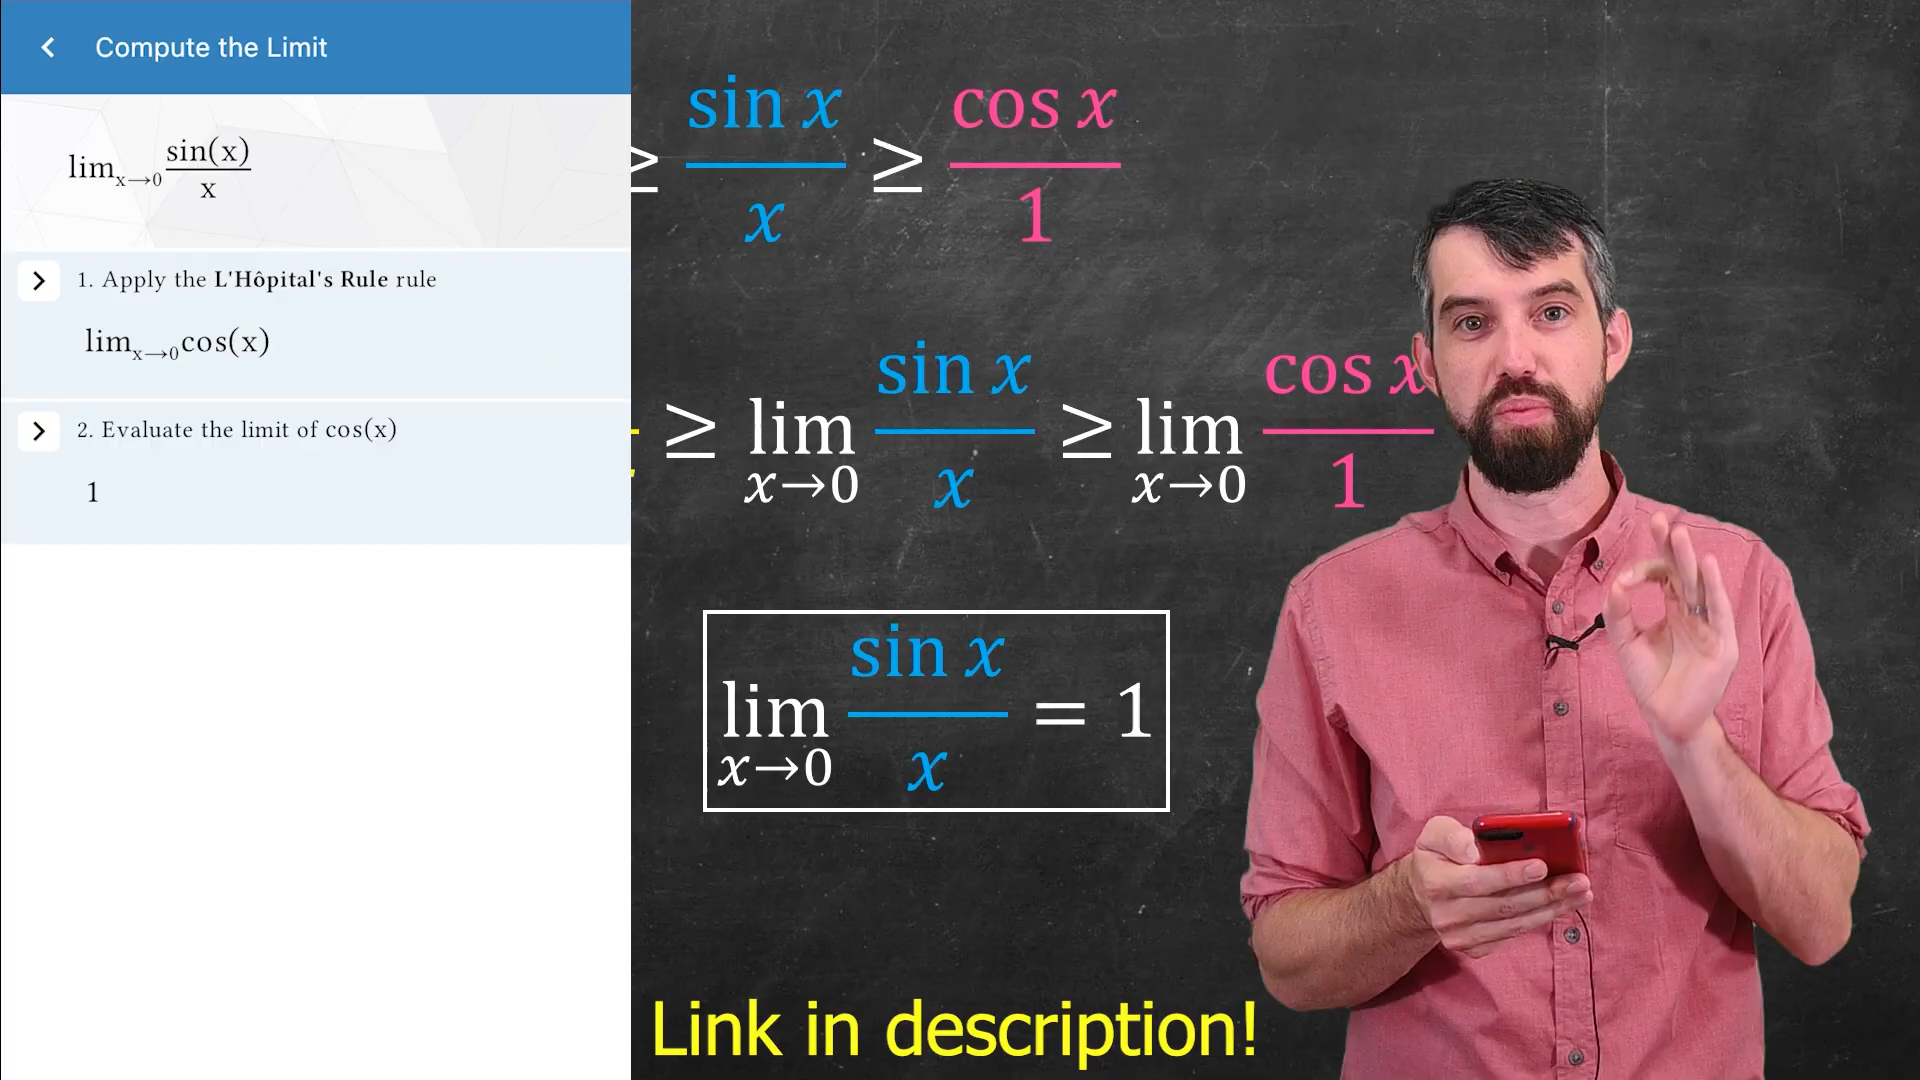 Compute the Limit
lim x→0 sin(x)/x
1. Apply the L'Hôpital's Rule rule
lim x→0 cos(x)
2. Evaluate the limit of cos(x)
1
≥ sin x / x ≥ cos x / 1
≥ lim x→0 sin x / x ≥ lim x→0 cos x / 1
lim x→0 sin x / x = 1
Link in description!